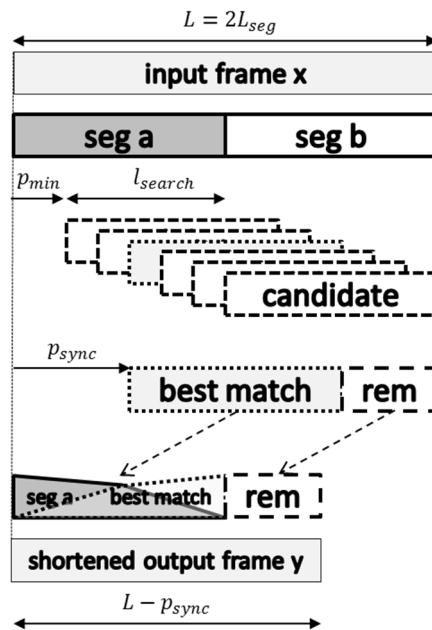 L = 2L_seg
input frame x
seg a seg b
p_min l_search
candidate
p_sync
best match rem
seg a best match rem
shortened output frame y
L − p_sync